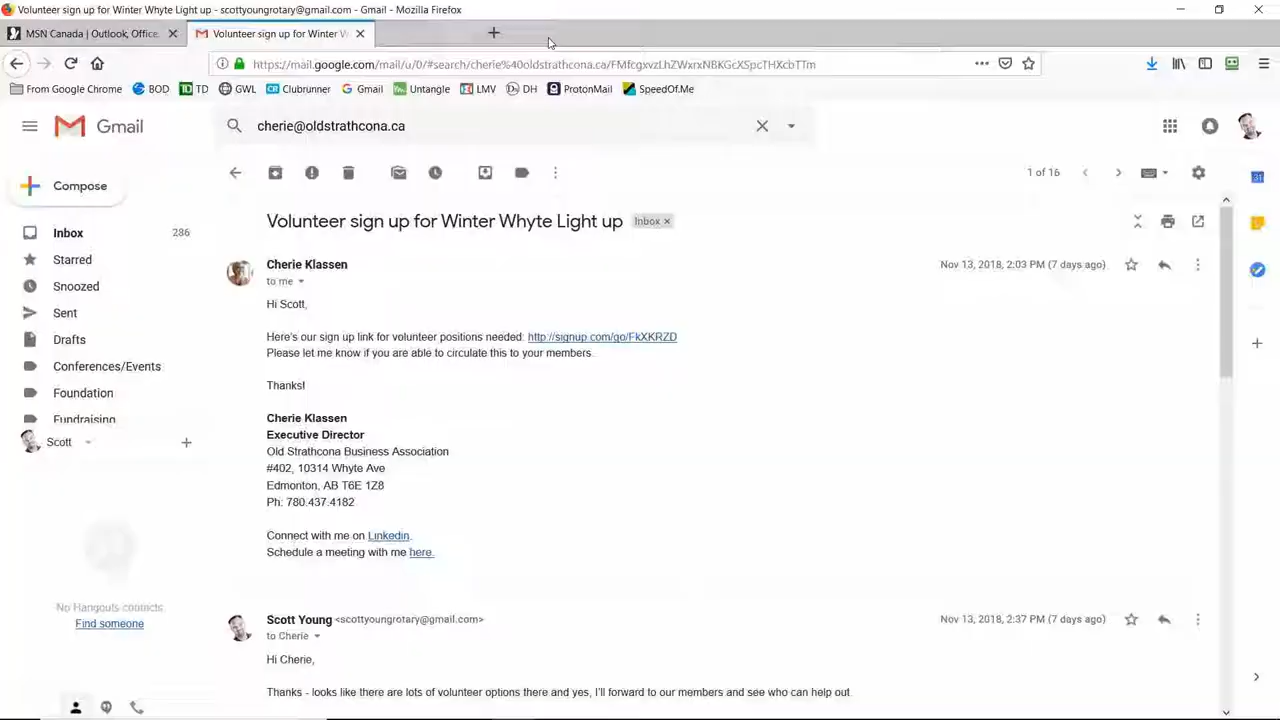 Volunteer sign up for Winter Whyte Light up - scottyoungrotary@gmail.com - Gmail - Mozilla Firefox
MSN Canada | Outlook, Office, Volunteer sign up for Winter W
https://mail.google.com/mail/u/0/#search/cherie%40oldstrathcona.ca/FMfcgxvzLhZWxrxNBKGcXSpcTHXcbTTm
From Google Chrome BOD TD GWL Clubrunner Gmail Untangle LMV DH ProtonMail SpeedOf.Me
Gmail cherie@oldstrathcona.ca
1 of 16
Compose
Volunteer sign up for Winter Whyte Light up Inbox x
Inbox 286
Starred
Snoozed
Sent
Drafts
Conferences/Events
Foundation
Fundraising
Scott
No Hangouts contacts
Find someone
Cherie Klassen Nov 13, 2018, 2:03 PM (7 days ago)
to me
Hi Scott,
Here's our sign up link for volunteer positions needed: http://signup.com/go/FkXKRZD
Please let me know if you are able to circulate this to your members.
Thanks!
Cherie Klassen
Executive Director
Old Strathcona Business Association
#402, 10314 Whyte Ave
Edmonton, AB T6E 1Z8
Ph: 780.437.4182
Connect with me on Linkedin.
Schedule a meeting with me here.
Scott Young <scottyoungrotary@gmail.com> Nov 13, 2018, 2:37 PM (7 days ago)
to Cherie
Hi Cherie,
Thanks - looks like there are lots of volunteer options there and yes, I'll forward to our members and see who can help out.